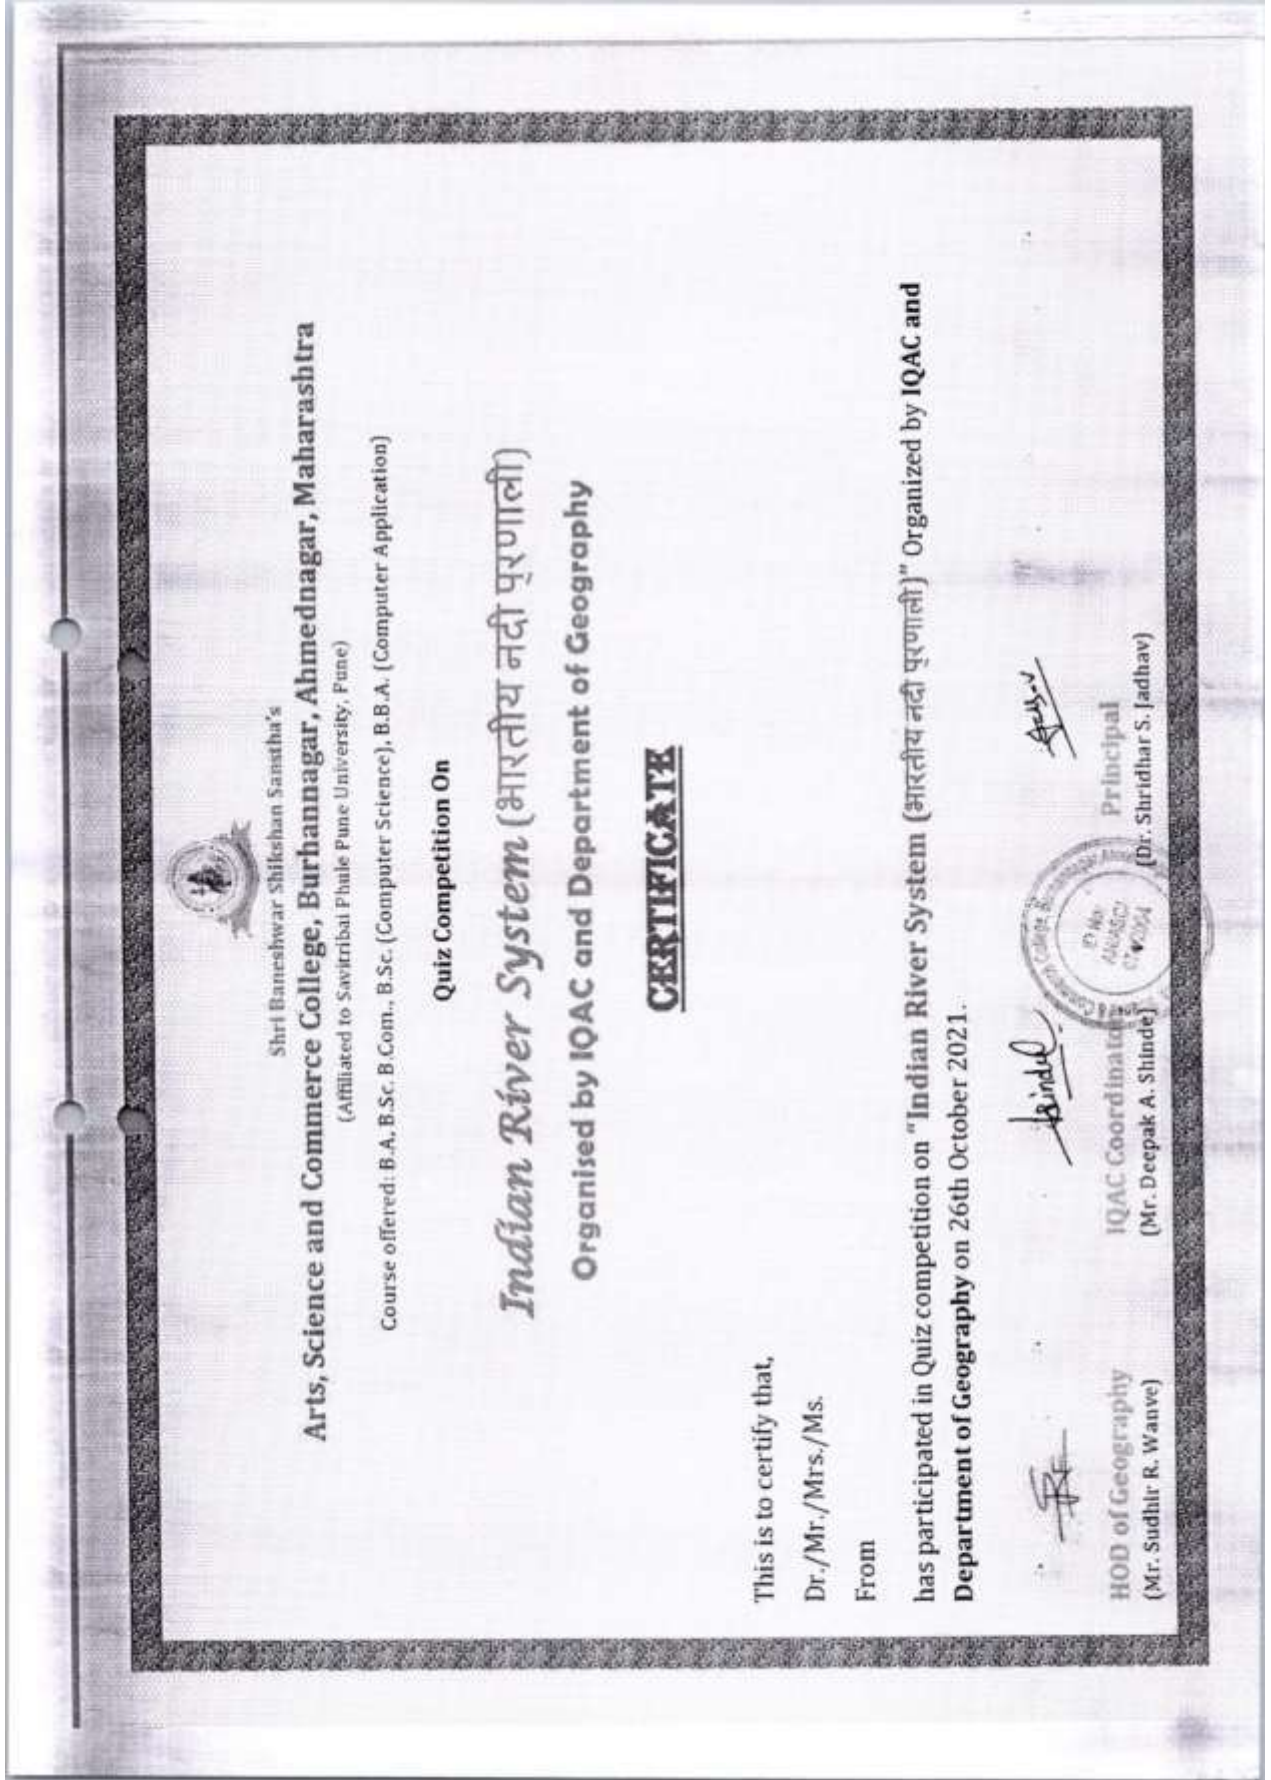 Shri Baneshwar Shikshan Sanstha's
Arts, Science and Commerce College, Burhannagar, Ahmednagar, Maharashtra
(Affiliated to Savitribai Phule Pune University, Pune)
Course offered: B.A, B.Sc. B.Com., B.Sc. (Computer Science), B.B.A. (Computer Application)
Quiz Competition On
Indian River System (भारतीय नदी प्रणाली)
Organised by IQAC and Department of Geography
CERTIFICATE
This is to certify that,
Dr./Mr./Mrs./Ms.
From
has participated in Quiz competition on "Indian River System (भारतीय नदी प्रणाली)" Organized by IQAC and
Department of Geography on 26th October 2021.
HOD of Geography IQAC Coordinator Principal
(Mr. Sudhir R. Wanve) (Mr. Deepak A. Shinde) (Dr. Shridhar S. Jadhav)